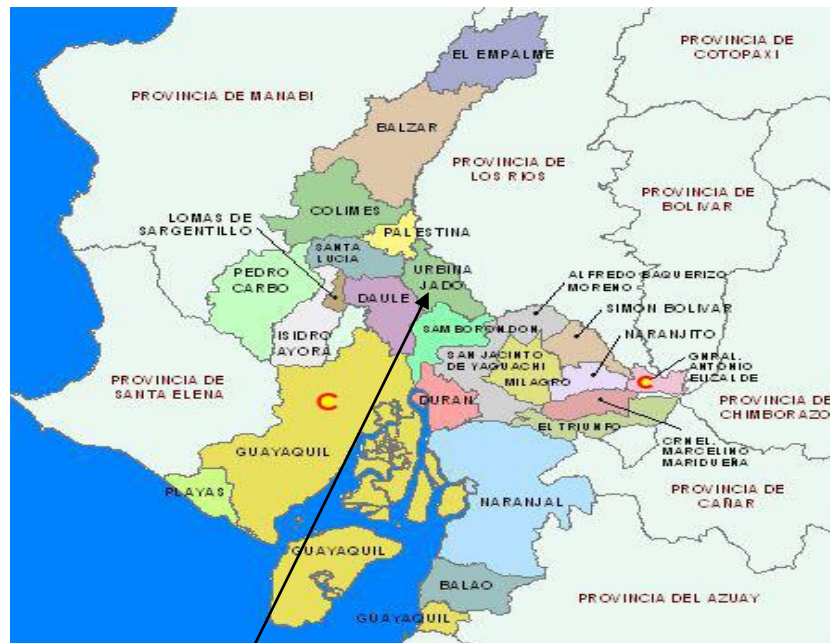 EL EMPALME
PROVINCIA DE
COTOPAXI
PROVINCIA DE MANABI
BALZAR
PROVINCIA DE
LOS RIOS
PROVINCIA DE
BOLIVAR
LOMAS DE
SARGENTILLO
COLIMES
PALESTINA
SANTA
LUCIA
PEDRO
CARBO
URBINA
JADO
ALFREDO BAQUERIZO
MORENO
DAULE
SIMON BOLIVAR
ISIDRO
AYORA
SAMBORONDON
NARANJITO
SAN JACINTO
DE YAGUACHI
GNRAL.
ANTONIO
ELIZALDE
MILAGRO
C
PROVINCIA DE
SANTA ELENA
C
DURAN
PROVINCIA DE
CHIMBORAZO
EL TRIUNFO
CRNEL.
MARCELINO
MARIDUEÑA
GUAYAQUIL
PLAYAS
NARANJAL
PROVINCIA DE
CAÑAR
GUAYAQUIL
BALAO
PROVINCIA DEL AZUAY
GUAYAQUIL